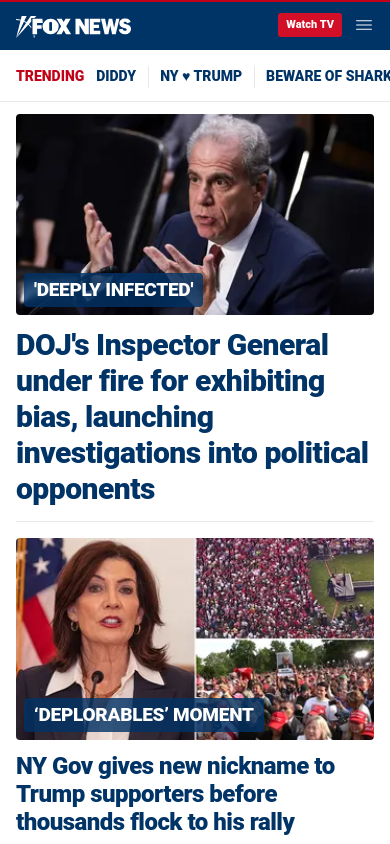 FOX NEWS
Watch TV
TRENDING DIDDY NY ♥ TRUMP BEWARE OF SHARK
'DEEPLY INFECTED'
DOJ's Inspector General
under fire for exhibiting
bias, launching
investigations into political
opponents
‘DEPLORABLES’ MOMENT
NY Gov gives new nickname to
Trump supporters before
thousands flock to his rally